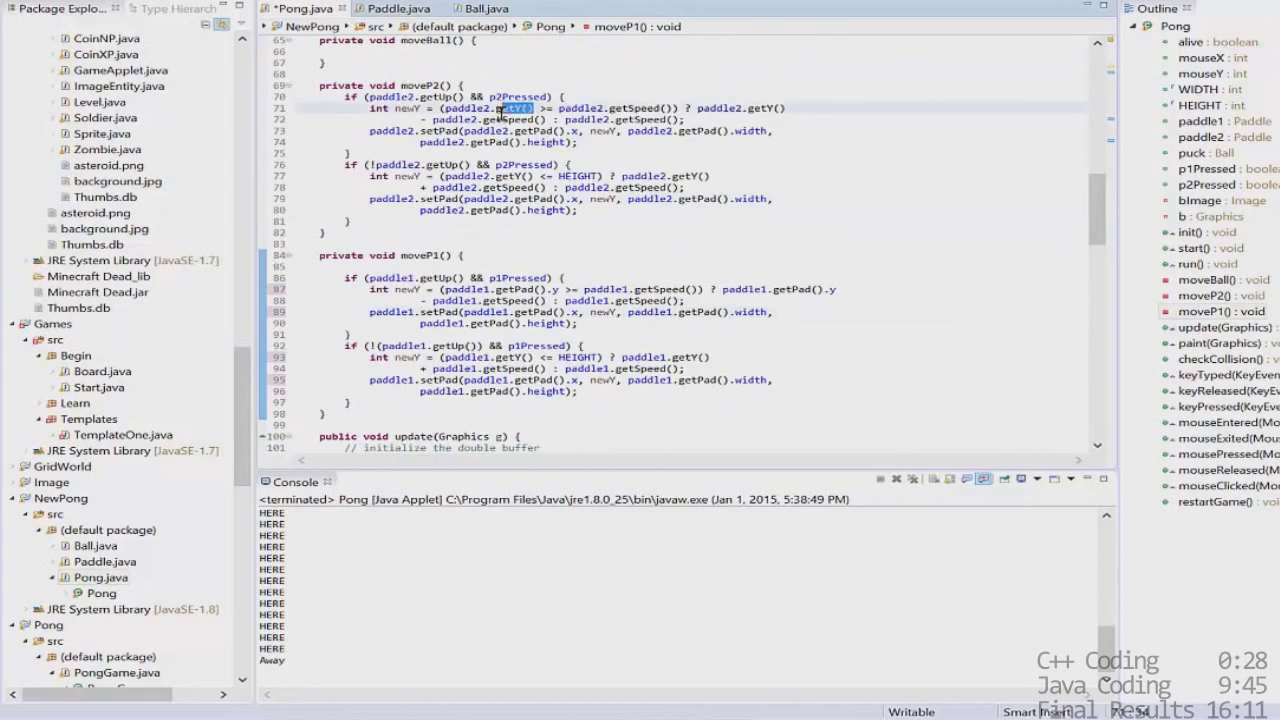 Package Explo...
Type Hierarch
*Pong.java
Paddle.java
Ball.java
Outline
NewPong
src
(default package)
Pong
moveP1() : void
CoinNP.java
CoinXP.java
GameApplet.java
ImageEntity.java
Level.java
Soldier.java
Sprite.java
Zombie.java
asteroid.png
background.jpg
Thumbs.db
asteroid.png
background.jpg
Thumbs.db
JRE System Library [JavaSE-1.7]
Minecraft Dead_lib
Minecraft Dead.jar
Thumbs.db
Games
src
Begin
Board.java
Start.java
Learn
Templates
TemplateOne.java
JRE System Library [JavaSE-1.7]
GridWorld
Image
NewPong
src
(default package)
Ball.java
Paddle.java
Pong.java
Pong
JRE System Library [JavaSE-1.8]
Pong
src
(default package)
PongGame.java
65 private void moveBall() {
66
67 }
68
69 private void moveP2() {
70 if (paddle2.getUp() && p2Pressed) {
71 int newY = (paddle2.getY() >= paddle2.getSpeed()) ? paddle2.getY()
72 - paddle2.getSpeed() : paddle2.getSpeed();
73 paddle2.setPad(paddle2.getPad().x, newY, paddle2.getPad().width,
74 paddle2.getPad().height);
75 }
76 if (!paddle2.getUp() && p2Pressed) {
77 int newY = (paddle2.getY() <= HEIGHT) ? paddle2.getY()
78 + paddle2.getSpeed() : paddle2.getSpeed();
79 paddle2.setPad(paddle2.getPad().x, newY, paddle2.getPad().width,
80 paddle2.getPad().height);
81 }
82 }
83
84 private void moveP1() {
85
86 if (paddle1.getUp() && p1Pressed) {
87 int newY = (paddle1.getPad().y >= paddle1.getSpeed()) ? paddle1.getPad().y
88 - paddle1.getSpeed() : paddle1.getSpeed();
89 paddle1.setPad(paddle1.getPad().x, newY, paddle1.getPad().width,
90 paddle1.getPad().height);
91 }
92 if (!(paddle1.getUp()) && p1Pressed) {
93 int newY = (paddle1.getY() <= HEIGHT) ? paddle1.getY()
94 + paddle1.getSpeed() : paddle1.getSpeed();
95 paddle1.setPad(paddle1.getPad().x, newY, paddle1.getPad().width,
96 paddle1.getPad().height);
97 }
98 }
99
100 public void update(Graphics g) {
101 // initialize the double buffer
Console
<terminated> Pong [Java Applet] C:\Program Files\Java\jre1.8.0_25\bin\javaw.exe (Jan 1, 2015, 5:38:49 PM)
HERE
HERE
HERE
HERE
HERE
HERE
HERE
HERE
HERE
HERE
HERE
HERE
HERE
Away
Pong
alive : boolean
mouseX : int
mouseY : int
WIDTH : int
HEIGHT : int
paddle1 : Paddle
paddle2 : Paddle
puck : Ball
p1Pressed : boolean
p2Pressed : boolean
bImage : Image
b : Graphics
init() : void
start() : void
run() : void
moveBall() : void
moveP2() : void
moveP1() : void
update(Graphics)
paint(Graphics) :
checkCollision() :
keyTyped(KeyEve
keyReleased(KeyE
keyPressed(KeyEv
mouseEntered(Mo
mouseExited(Mou
mousePressed(Mo
mouseReleased(M
mouseClicked(Mo
restartGame() : vo
C++ Coding 0:28
Java Coding 9:45
Final Results 16:11
Writable
Smart Insert